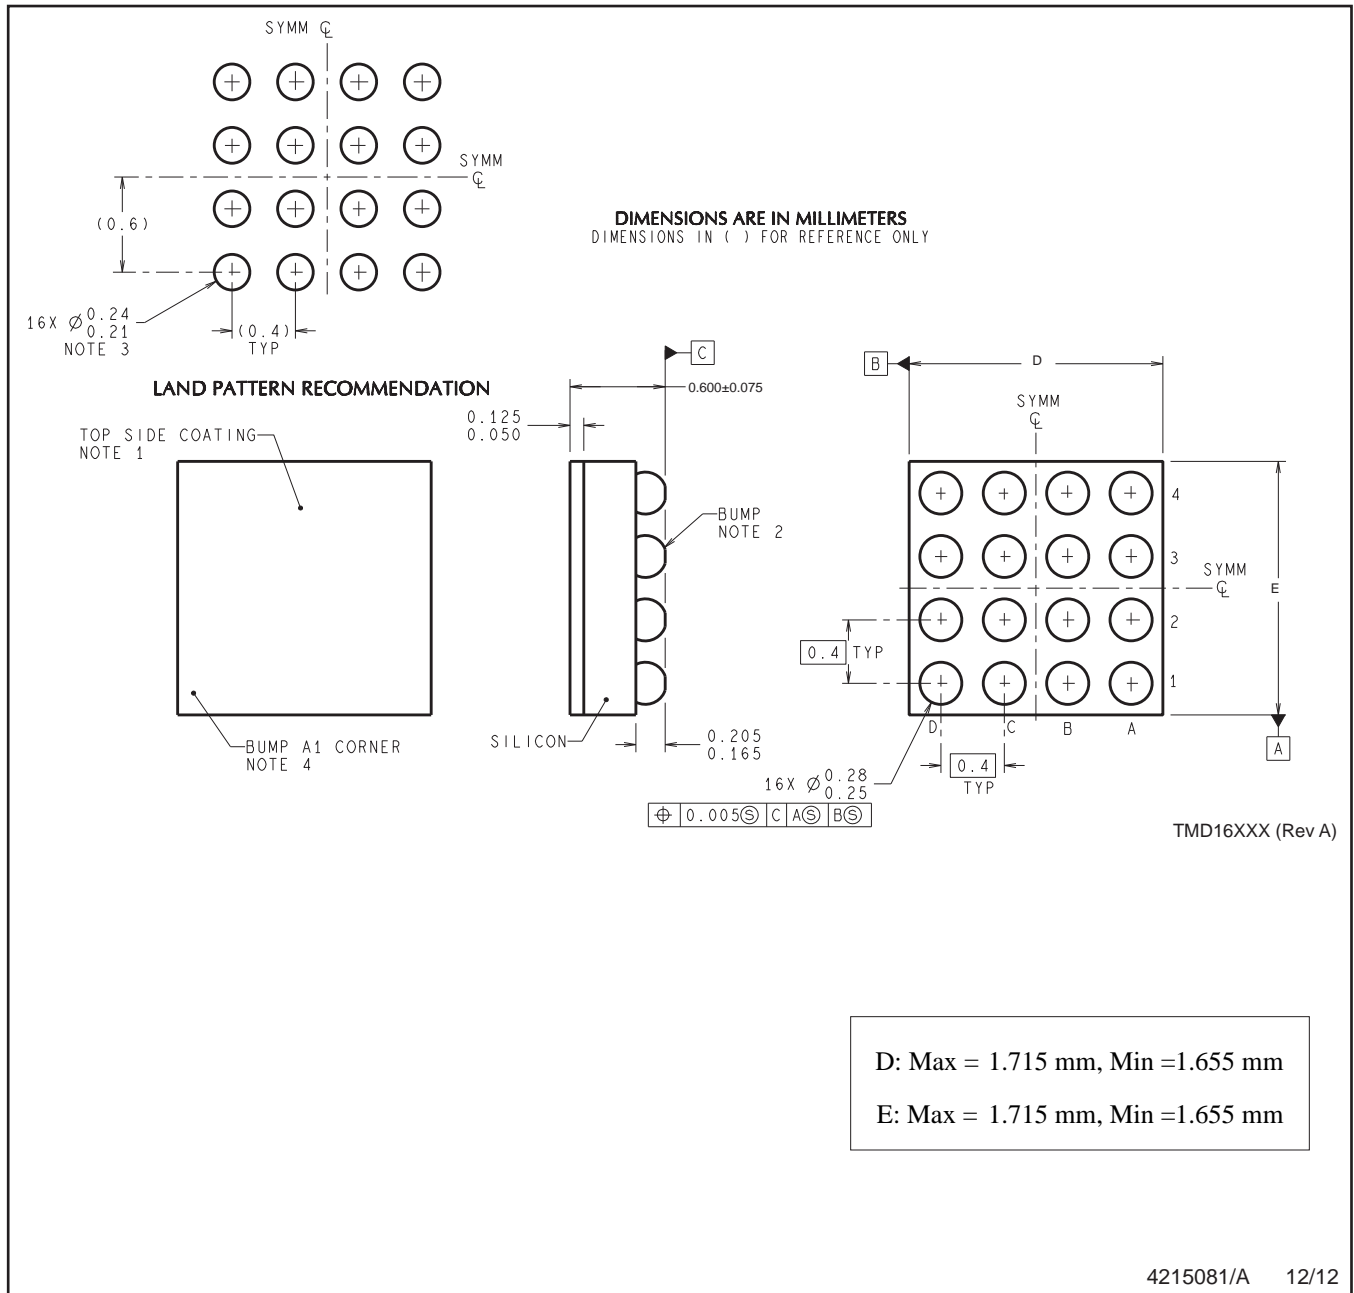 SYMM ℄
SYMM
℄
(0.6)
DIMENSIONS ARE IN MILLIMETERS
DIMENSIONS IN ( ) FOR REFERENCE ONLY
16X ⌀ 0.24
0.21
NOTE 3
(0.4)
TYP
LAND PATTERN RECOMMENDATION
C
0.600±0.075
B
D
SYMM
℄
0.125
0.050
TOP SIDE COATING
NOTE 1
BUMP
NOTE 2
4
3
SYMM
℄
E
2
0.4 TYP
1
BUMP A1 CORNER
NOTE 4
SILICON
0.205
0.165
D C B A
A
0.4
TYP
16X ⌀ 0.28
0.25
⌖ 0.005Ⓢ C AⓈ BⓈ
TMD16XXX (Rev A)
D: Max = 1.715 mm, Min =1.655 mm
E: Max = 1.715 mm, Min =1.655 mm
4215081/A 12/12